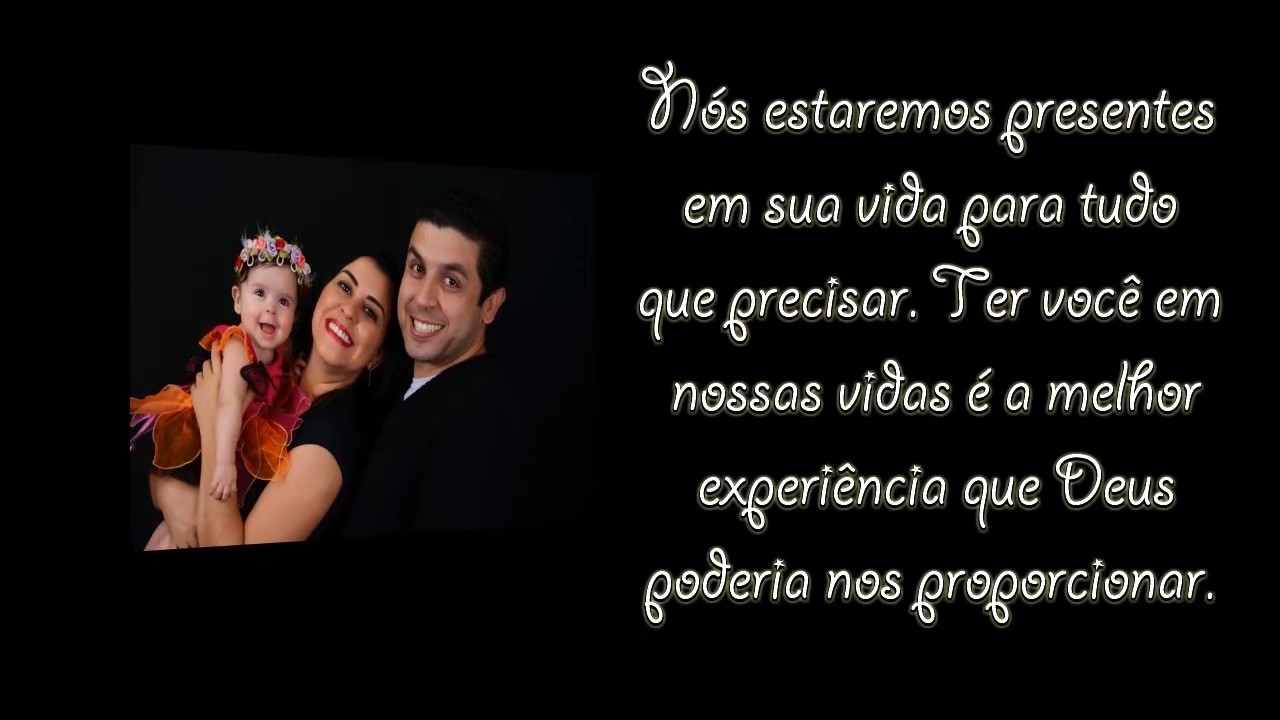 Nós estaremos presentes
em sua vida para tudo
que precisar. Ter você em
nossas vidas é a melhor
experiência que Deus
poderia nos proporcionar.